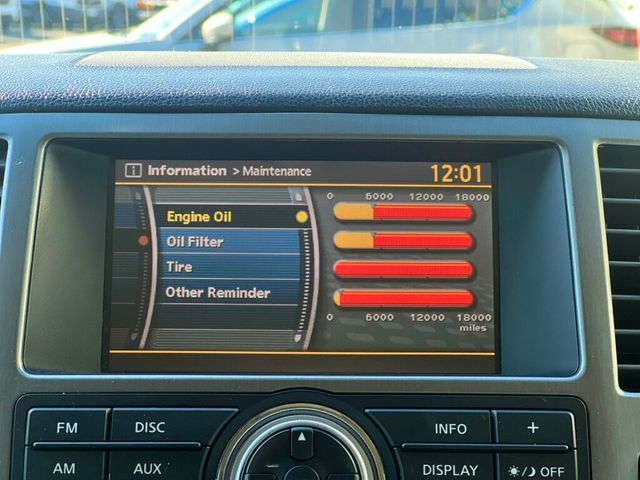 i Information > Maintenance 12:01
0 6000 12000 18000
Engine Oil
Oil Filter
Tire
Other Reminder
0 6000 12000 18000
miles
FM DISC INFO +
AM AUX DISPLAY OFF